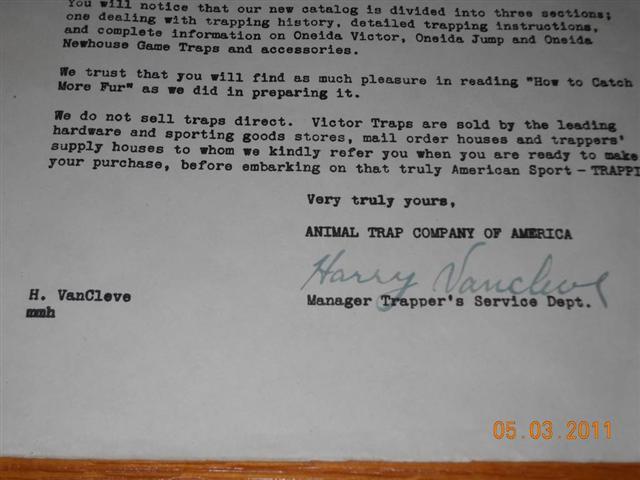 You will notice that our new catalog is divided into three sections;
one dealing with trapping history, detailed trapping instructions,
and complete information on Oneida Victor, Oneida Jump and Oneida
Newhouse Game Traps and accessories.
We trust that you will find as much pleasure in reading "How to Catch
More Fur" as we did in preparing it.
We do not sell traps direct. Victor Traps are sold by the leading
hardware and sporting goods stores, mail order houses and trappers'
supply houses to whom we kindly refer you when you are ready to make
your purchase, before embarking on that truly American Sport - TRAPPI
Very truly yours,
ANIMAL TRAP COMPANY OF AMERICA
Harry Vancleve
Manager Trapper's Service Dept.
H. VanCleve
mmh
05.03.2011